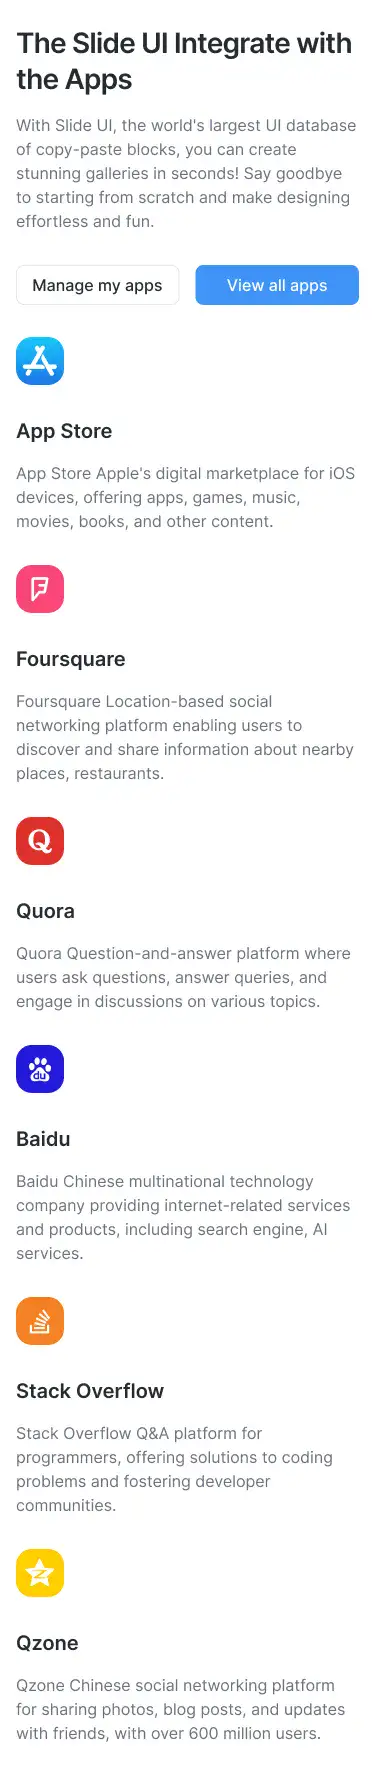 The Slide UI Integrate with
the Apps
With Slide UI, the world's largest UI database
of copy-paste blocks, you can create
stunning galleries in seconds! Say goodbye
to starting from scratch and make designing
effortless and fun.
Manage my apps
View all apps
App Store
App Store Apple's digital marketplace for iOS
devices, offering apps, games, music,
movies, books, and other content.
Foursquare
Foursquare Location-based social
networking platform enabling users to
discover and share information about nearby
places, restaurants.
Q
Quora
Quora Question-and-answer platform where
users ask questions, answer queries, and
engage in discussions on various topics.
du
Baidu
Baidu Chinese multinational technology
company providing internet-related services
and products, including search engine, AI
services.
Stack Overflow
Stack Overflow Q&A platform for
programmers, offering solutions to coding
problems and fostering developer
communities.
Qzone
Qzone Chinese social networking platform
for sharing photos, blog posts, and updates
with friends, with over 600 million users.